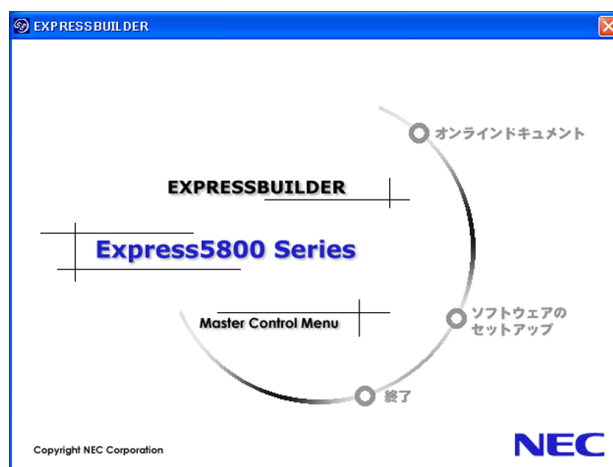 EXPRESSBUILDER
オンラインドキュメント
EXPRESSBUILDER
Express5800 Series
ソフトウェアの
セットアップ
Master Control Menu
終了
Copyright NEC Corporation
NEC